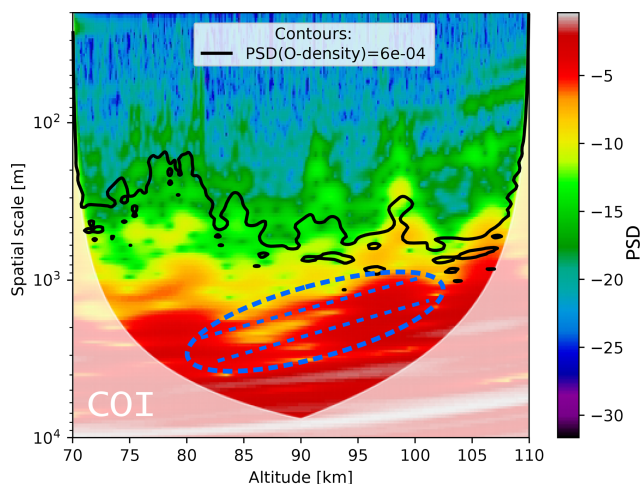 Contours:
PSD(O-density)=6e-04
Spatial scale [m]
10²
10³
10⁴
COI
70 75 80 85 90 95 100 105 110
Altitude [km]
−5
−10
−15
−20
−25
−30
PSD